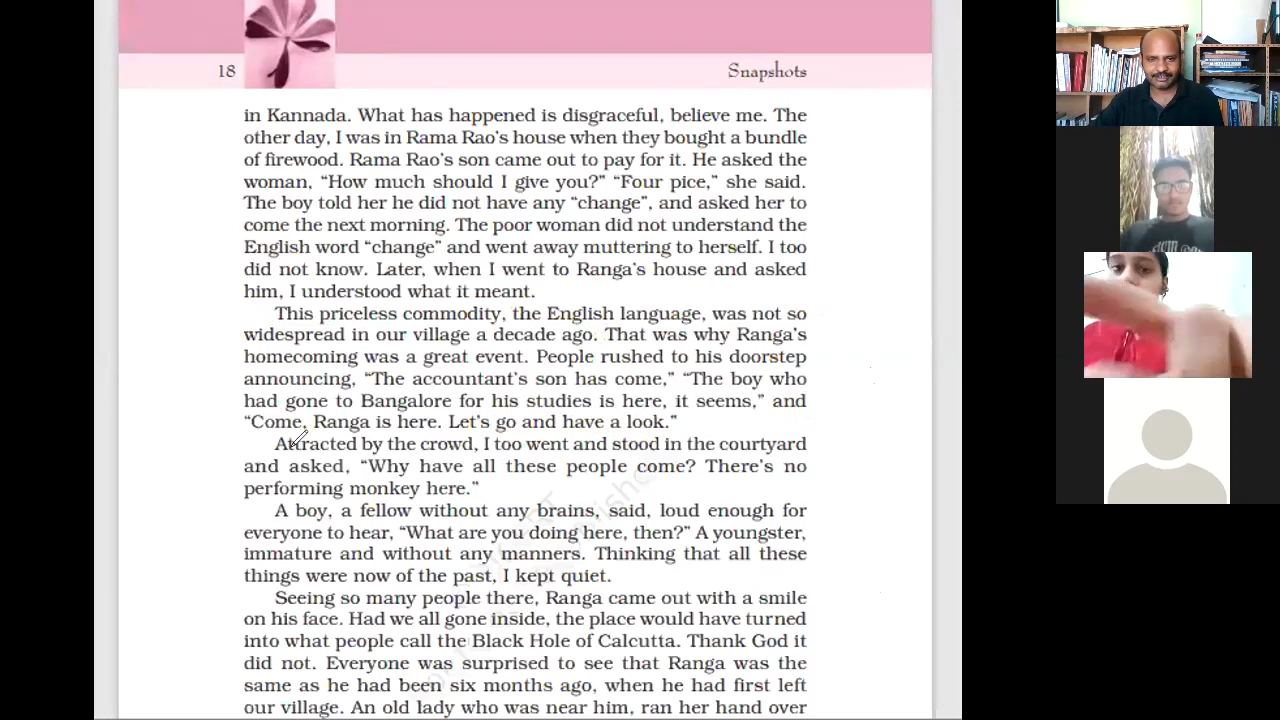 18
Snapshots
in Kannada. What has happened is disgraceful, believe me. The
other day, I was in Rama Rao's house when they bought a bundle
of firewood. Rama Rao's son came out to pay for it. He asked the
woman, “How much should I give you?” “Four pice,” she said.
The boy told her he did not have any “change”, and asked her to
come the next morning. The poor woman did not understand the
English word “change” and went away muttering to herself. I too
did not know. Later, when I went to Ranga's house and asked
him, I understood what it meant.
This priceless commodity, the English language, was not so
widespread in our village a decade ago. That was why Ranga's
homecoming was a great event. People rushed to his doorstep
announcing, “The accountant's son has come,” “The boy who
had gone to Bangalore for his studies is here, it seems,” and
“Come, Ranga is here. Let's go and have a look.”
Attracted by the crowd, I too went and stood in the courtyard
and asked, “Why have all these people come? There's no
performing monkey here.”
A boy, a fellow without any brains, said, loud enough for
everyone to hear, “What are you doing here, then?” A youngster,
immature and without any manners. Thinking that all these
things were now of the past, I kept quiet.
Seeing so many people there, Ranga came out with a smile
on his face. Had we all gone inside, the place would have turned
into what people call the Black Hole of Calcutta. Thank God it
did not. Everyone was surprised to see that Ranga was the
same as he had been six months ago, when he had first left
our village. An old lady who was near him, ran her hand over